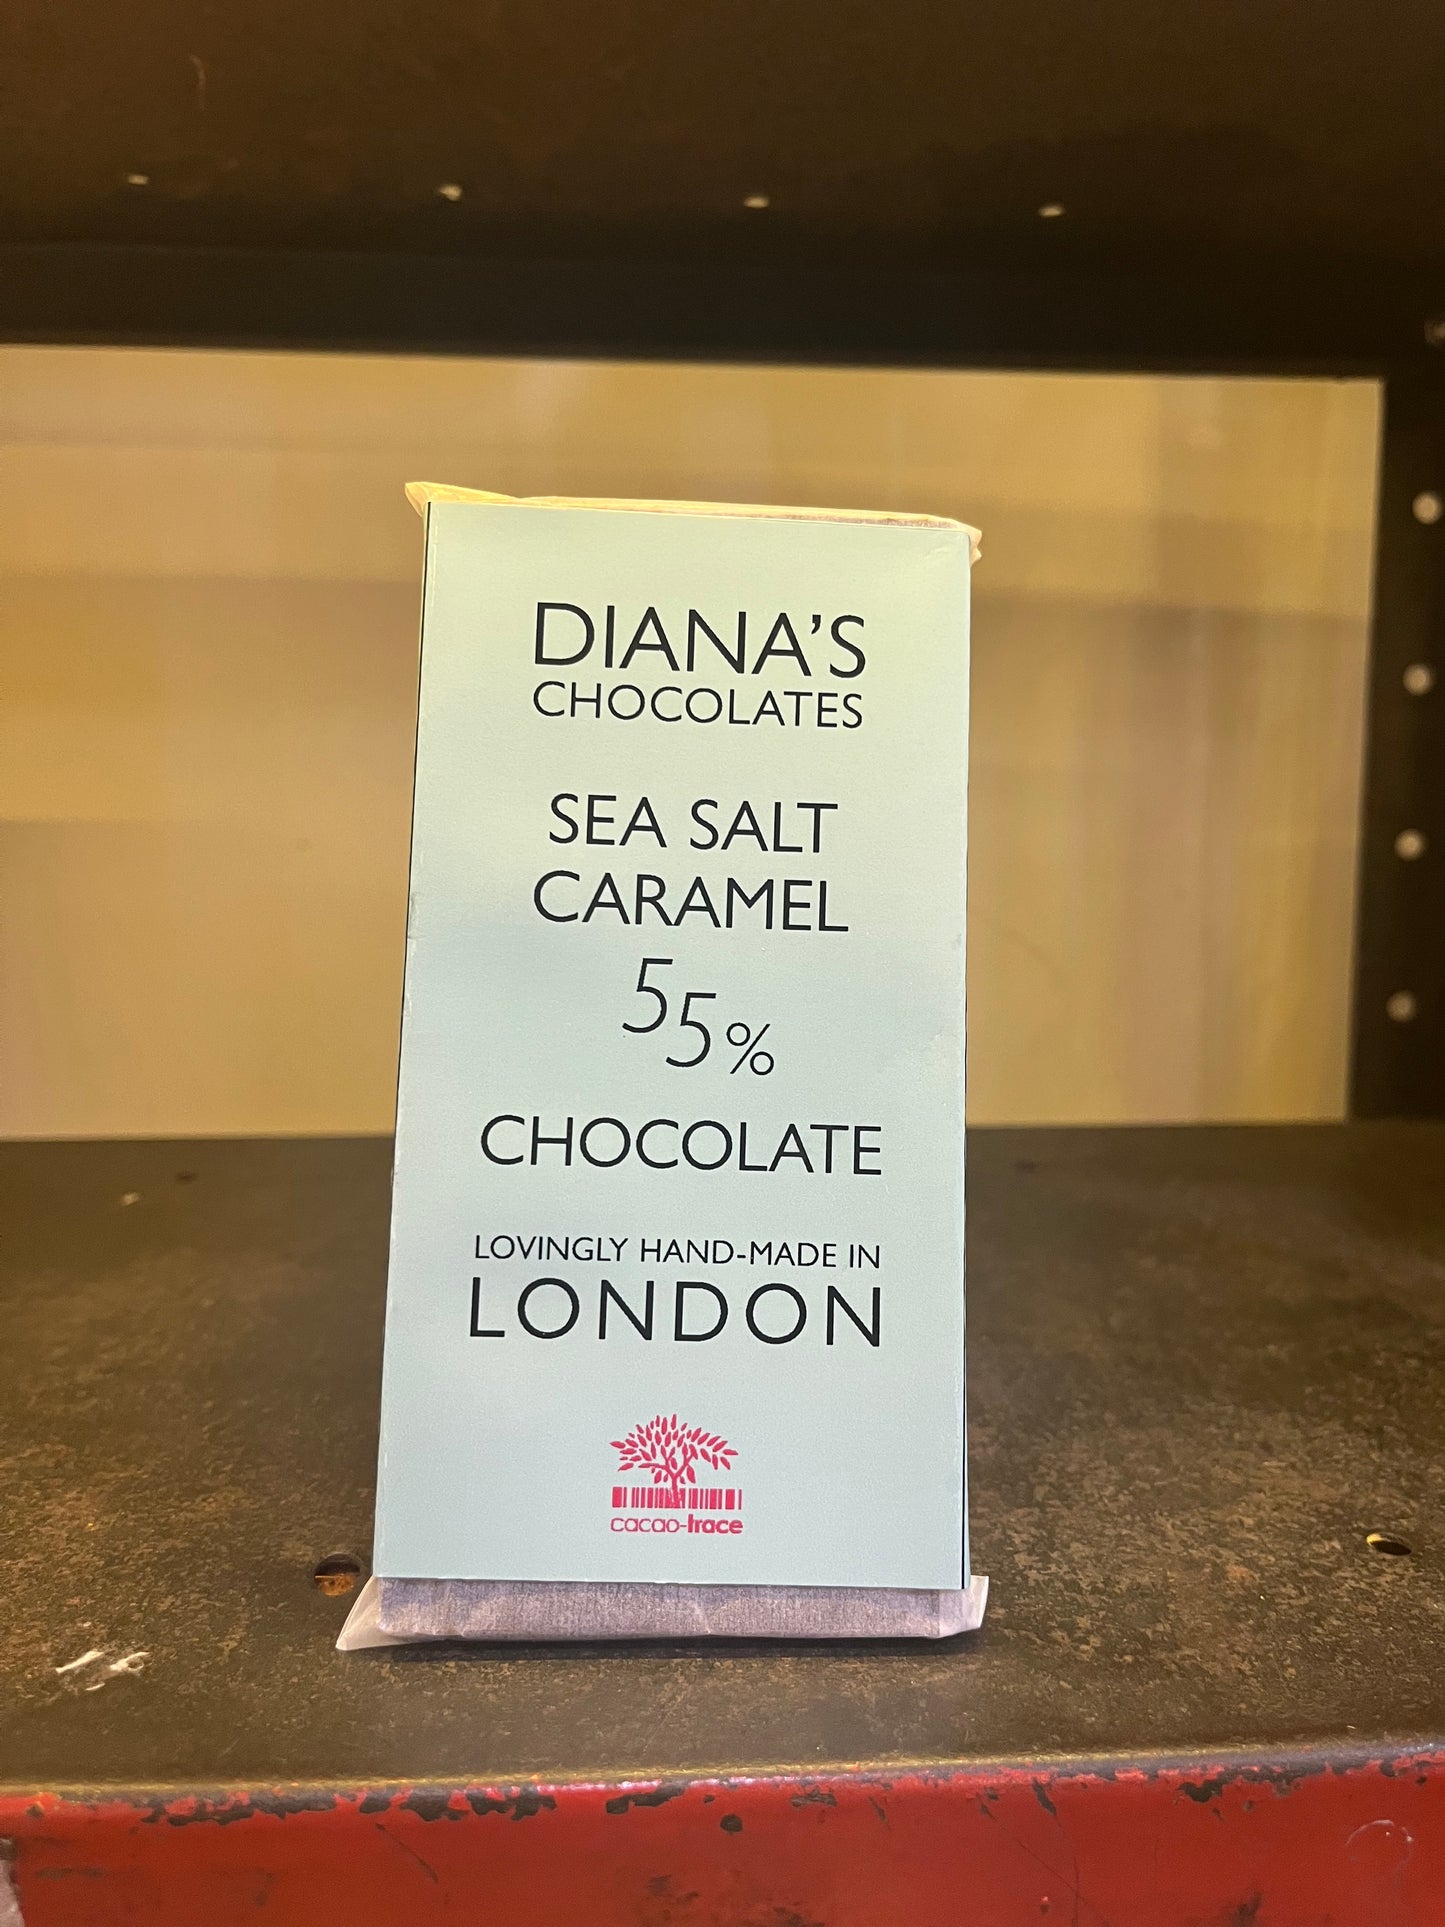 DIANA'S
CHOCOLATES
SEA SALT
CARAMEL
55%
CHOCOLATE
LOVINGLY HAND-MADE IN
LONDON
cacao-trace